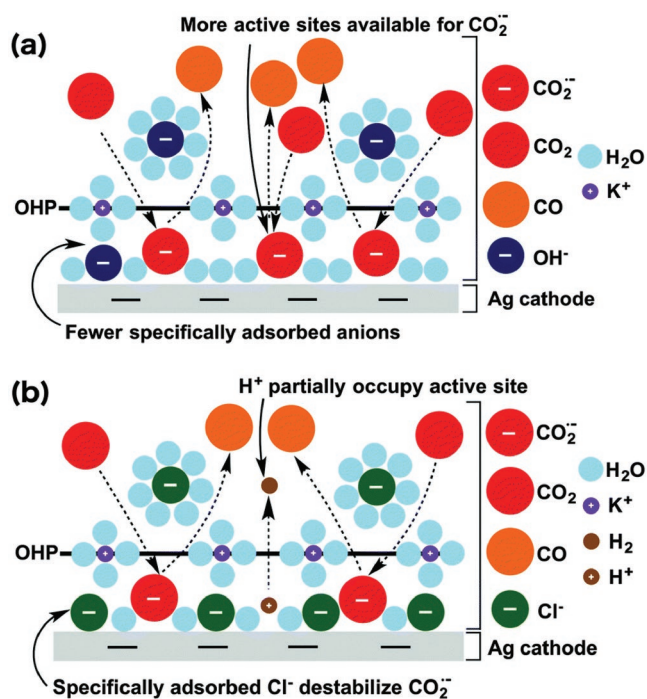 (a)
More active sites available for CO₂·⁻
CO₂·⁻
CO₂
H₂O
K⁺
CO
OH⁻
OHP
Ag cathode
Fewer specifically adsorbed anions
(b)
H⁺ partially occupy active site
CO₂·⁻
CO₂
H₂O
K⁺
CO
H₂
H⁺
Cl⁻
OHP
Ag cathode
Specifically adsorbed Cl⁻ destabilize CO₂·⁻